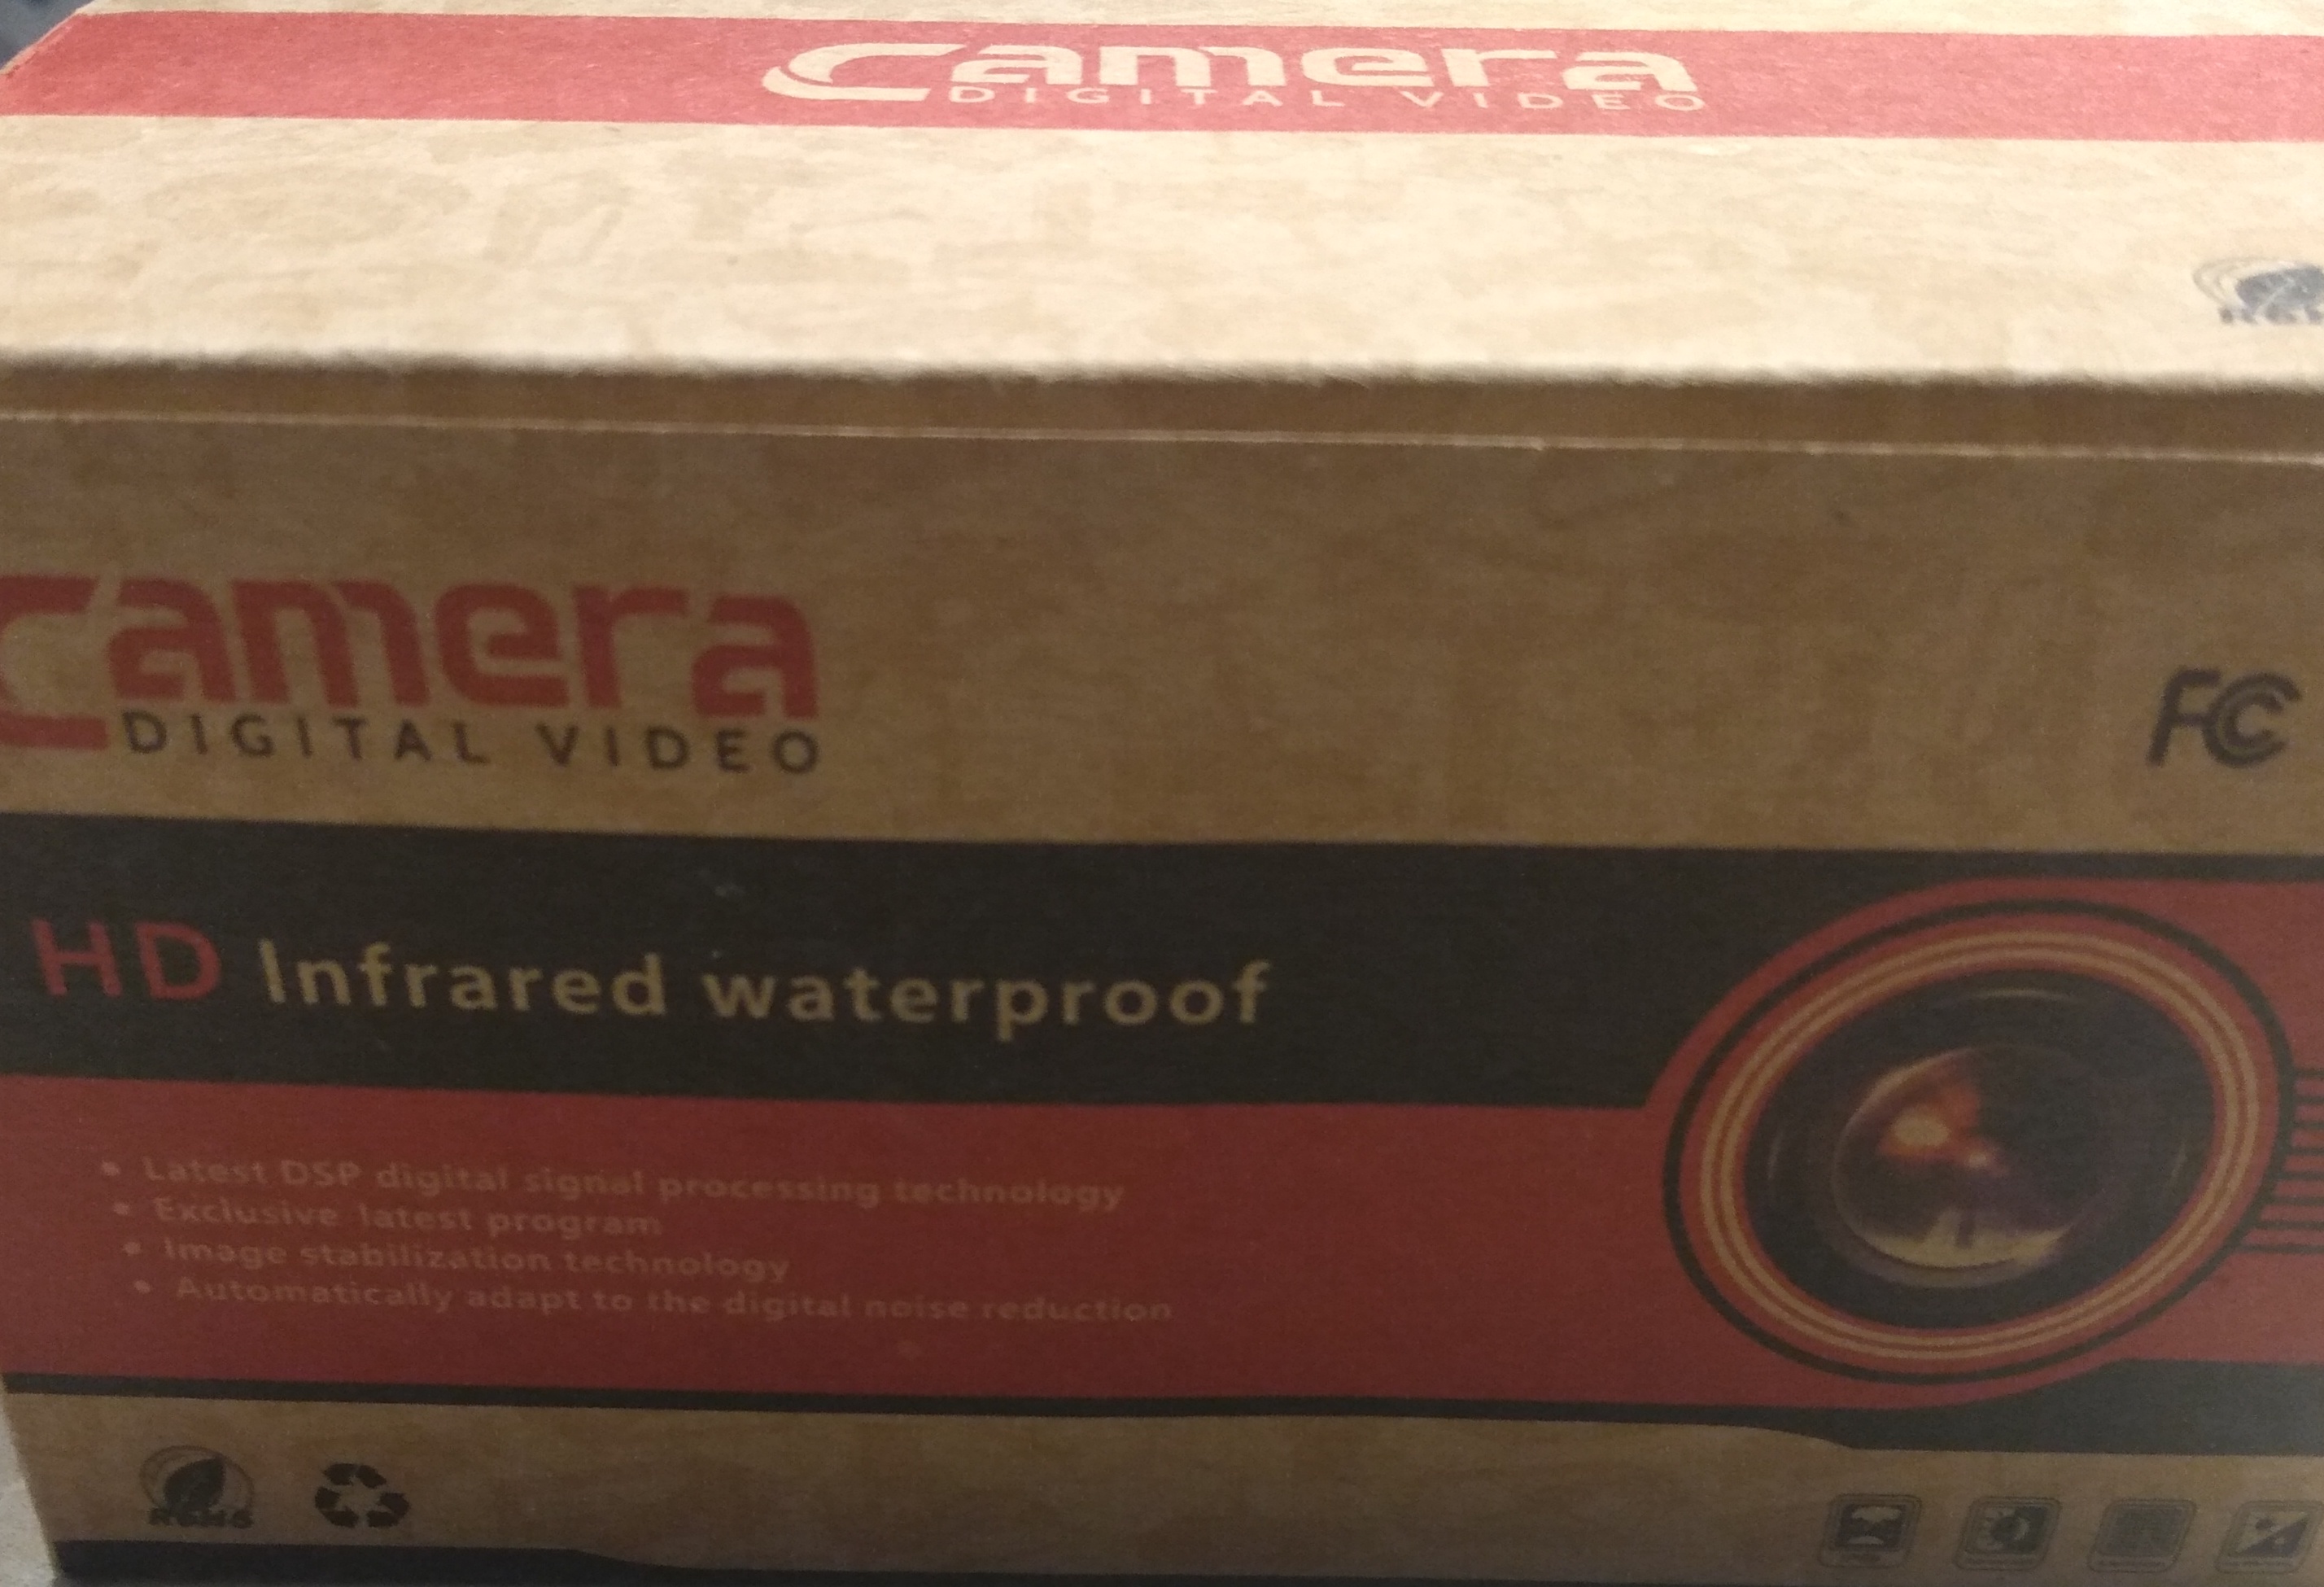 Camera
DIGITAL VIDEO
Camera
DIGITAL VIDEO
FC
HD Infrared waterproof
• Latest DSP digital signal processing technology
• Exclusive latest program
• Image stabilization technology
• Automatically adapt to the digital noise reduction
RoHS